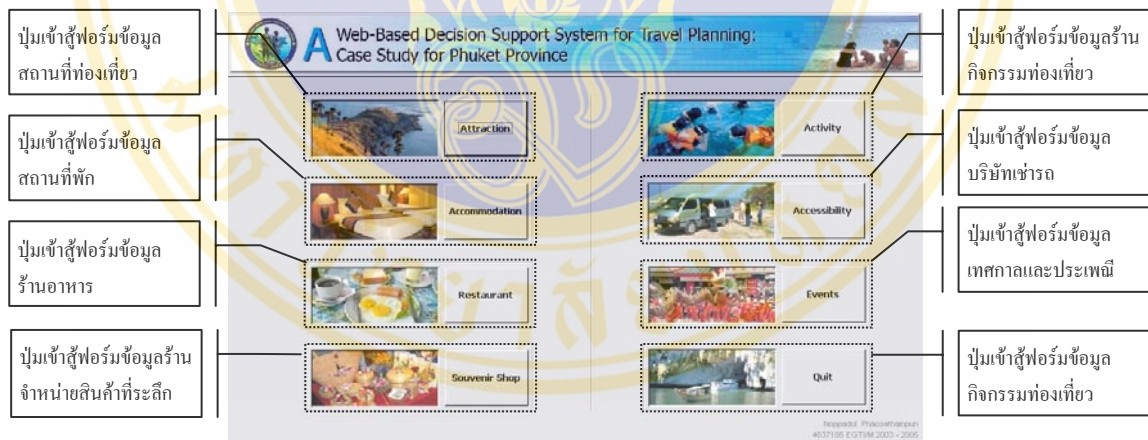 ปุ่มเข้าสู้ฟอร์มข้อมูล
สถานที่ท่องเที่ยว
ปุ่มเข้าสู้ฟอร์มข้อมูล
สถานที่พัก
ปุ่มเข้าสู้ฟอร์มข้อมูล
ร้านอาหาร
ปุ่มเข้าสู้ฟอร์มข้อมูลร้าน
จำหน่ายสินค้าที่ระลึก
A Web-Based Decision Support System for Travel Planning:
Case Study for Phuket Province
Attraction
Activity
Accommodation
Accessibility
Restaurant
Events
Souvenir Shop
Quit
Noppadol Phacosthanpun
4637185 EGTI/M 2003 - 2005
ปุ่มเข้าสู้ฟอร์มข้อมูลร้าน
กิจกรรมท่องเที่ยว
ปุ่มเข้าสู้ฟอร์มข้อมูล
บริษัทเช่ารถ
ปุ่มเข้าสู้ฟอร์มข้อมูล
เทศกาลและประเพณี
ปุ่มเข้าสู้ฟอร์มข้อมูล
กิจกรรมท่องเที่ยว